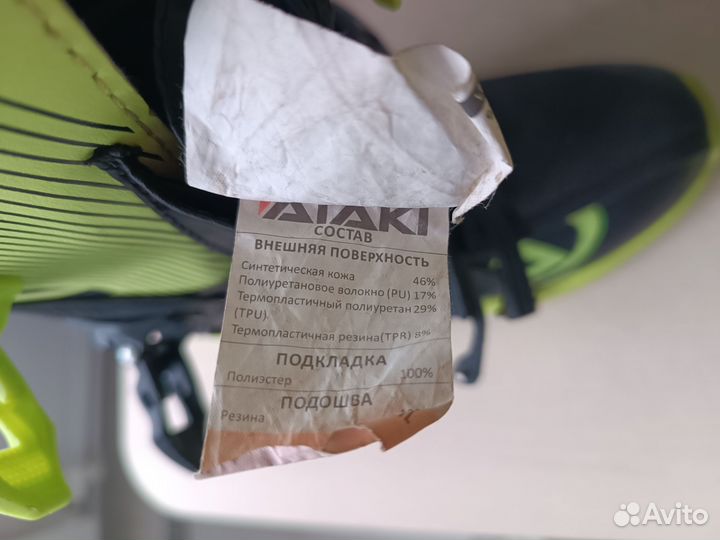 ATAKI
СОСТАВ
ВНЕШНЯЯ ПОВЕРХНОСТЬ
Синтетическая кожа 46%
Полиуретановое волокно (PU) 17%
Термопластичный полиуретан 29%
(TPU)
Термопластичная резина(TPR) 8%
ПОДКЛАДКА
Полиэстер 100%
ПОДОШВА
Резина
Avito